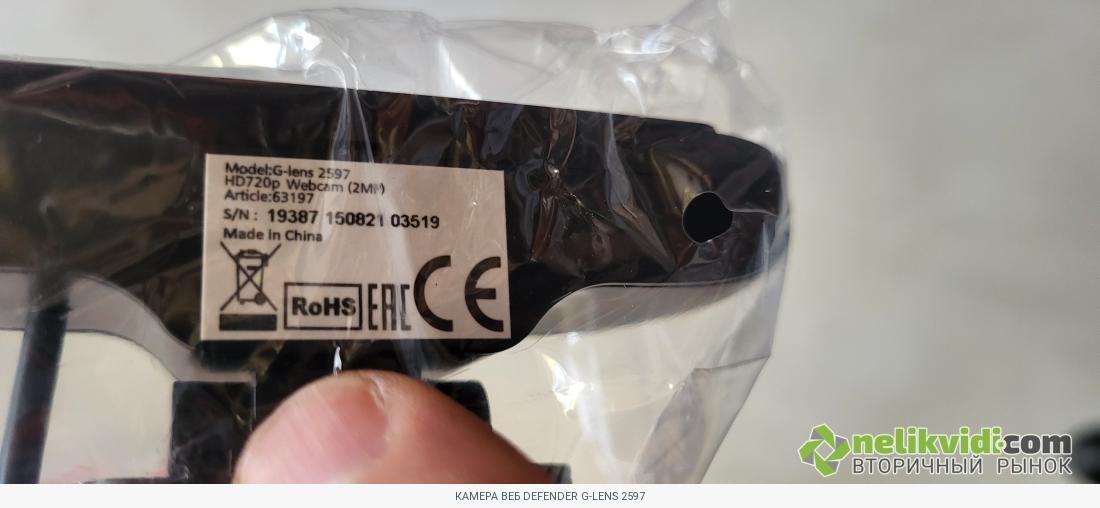 Model:G-lens 2597
HD720p Webcam (2MP)
Article:63197
S/N: 19387 150821 03519
Made in China
RoHS EAC CE
nelikvidi.com
ВТОРИЧНЫЙ РЫНОК
КАМЕРА ВЕБ DEFENDER G-LENS 2597